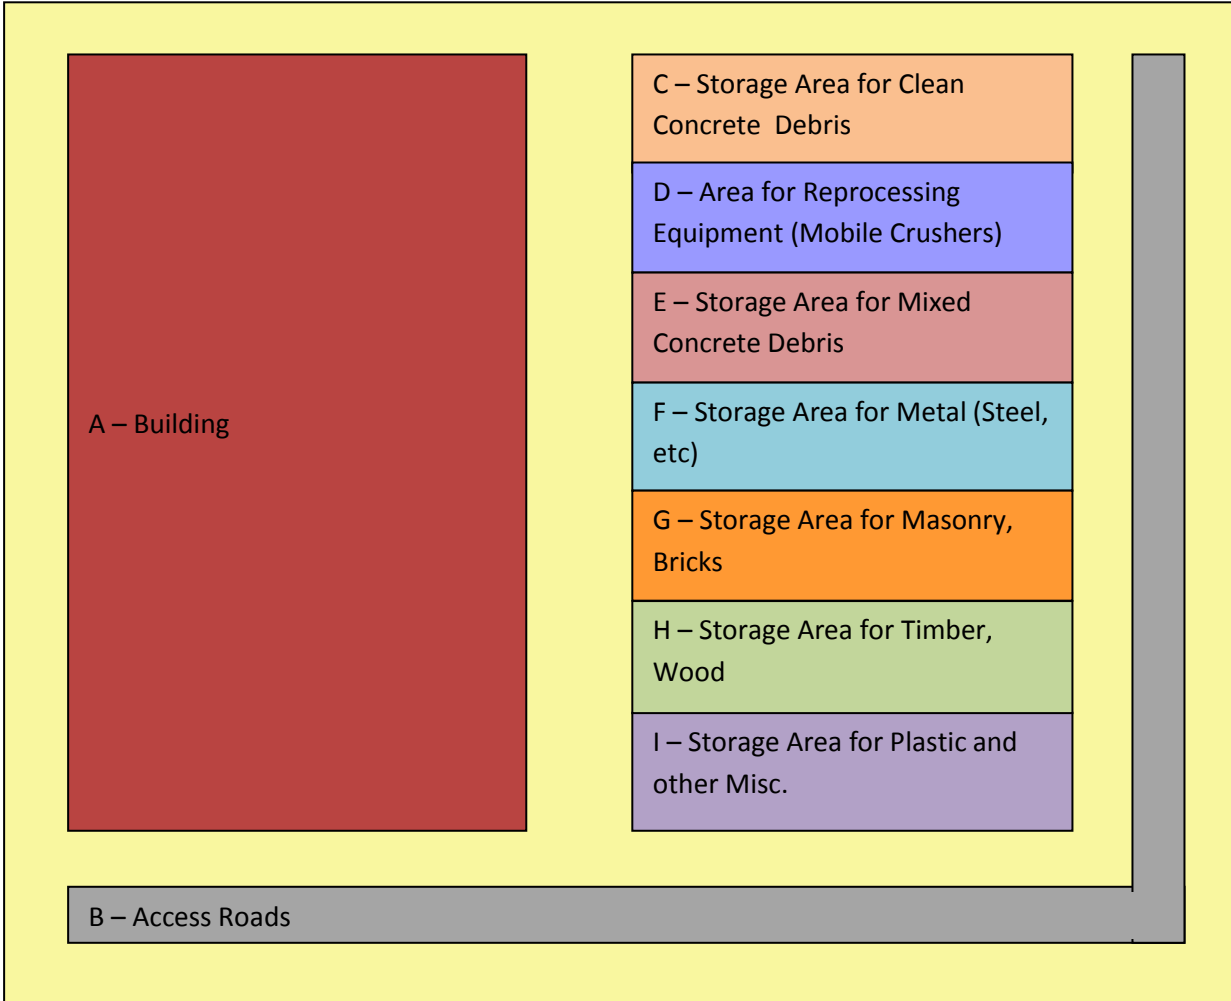 C – Storage Area for Clean
Concrete  Debris
D – Area for Reprocessing
Equipment (Mobile Crushers)
E – Storage Area for Mixed
Concrete Debris
A – Building
F – Storage Area for Metal (Steel,
etc)
G – Storage Area for Masonry,
Bricks
H – Storage Area for Timber,
Wood
I – Storage Area for Plastic and
other Misc.
B – Access Roads